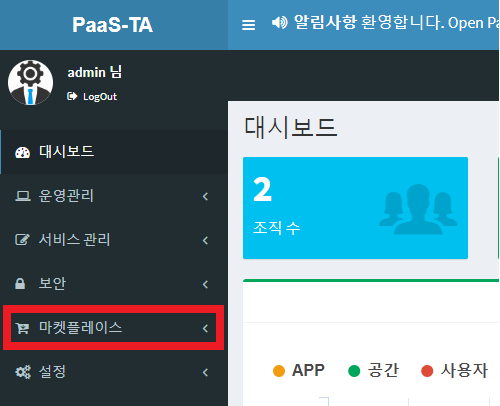 PaaS-TA
알림사항 환영합니다. Open Pa
admin 님
LogOut
대시보드
운영관리
서비스 관리
보안
마켓플레이스
설정
대시보드
2
조직 수
APP 공간 사용자